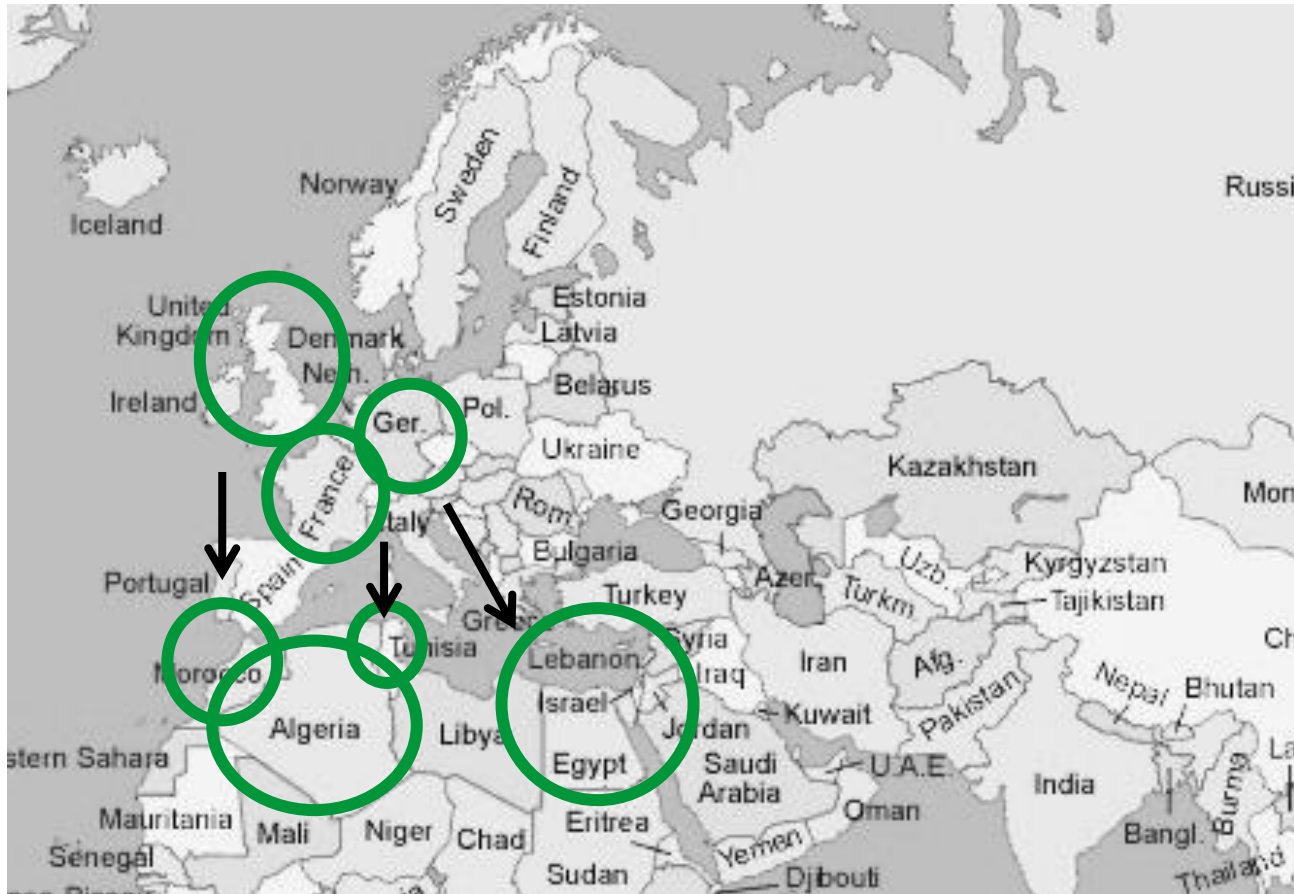 Norway
Sweden
Finland
Russi
Iceland
Estonia
United
Kingdom
Denmark
Latvia
Neth.
Belarus
Ireland
Ger.
Pol.
Ukraine
Kazakhstan
France
Mon
Rom.
Georgia
Italy
Bulgaria
Uzb.
Kyrgyzstan
Portugal
Spain
Turkey
Azer.
Turkm.
Tajikistan
Greece
Tunisia
Syria
Ch
Morocco
Lebanon
Iraq
Iran
Afg.
Nepal
Bhutan
Israel
Pakistan
Algeria
Libya
Jordan
Kuwait
stern Sahara
Egypt
Saudi
Arabia
U.A.E.
India
La
Burma
Mauritania
Mali
Niger
Chad
Eritrea
Oman
Yemen
Bangl.
Senegal
Sudan
Djibouti
Thailand